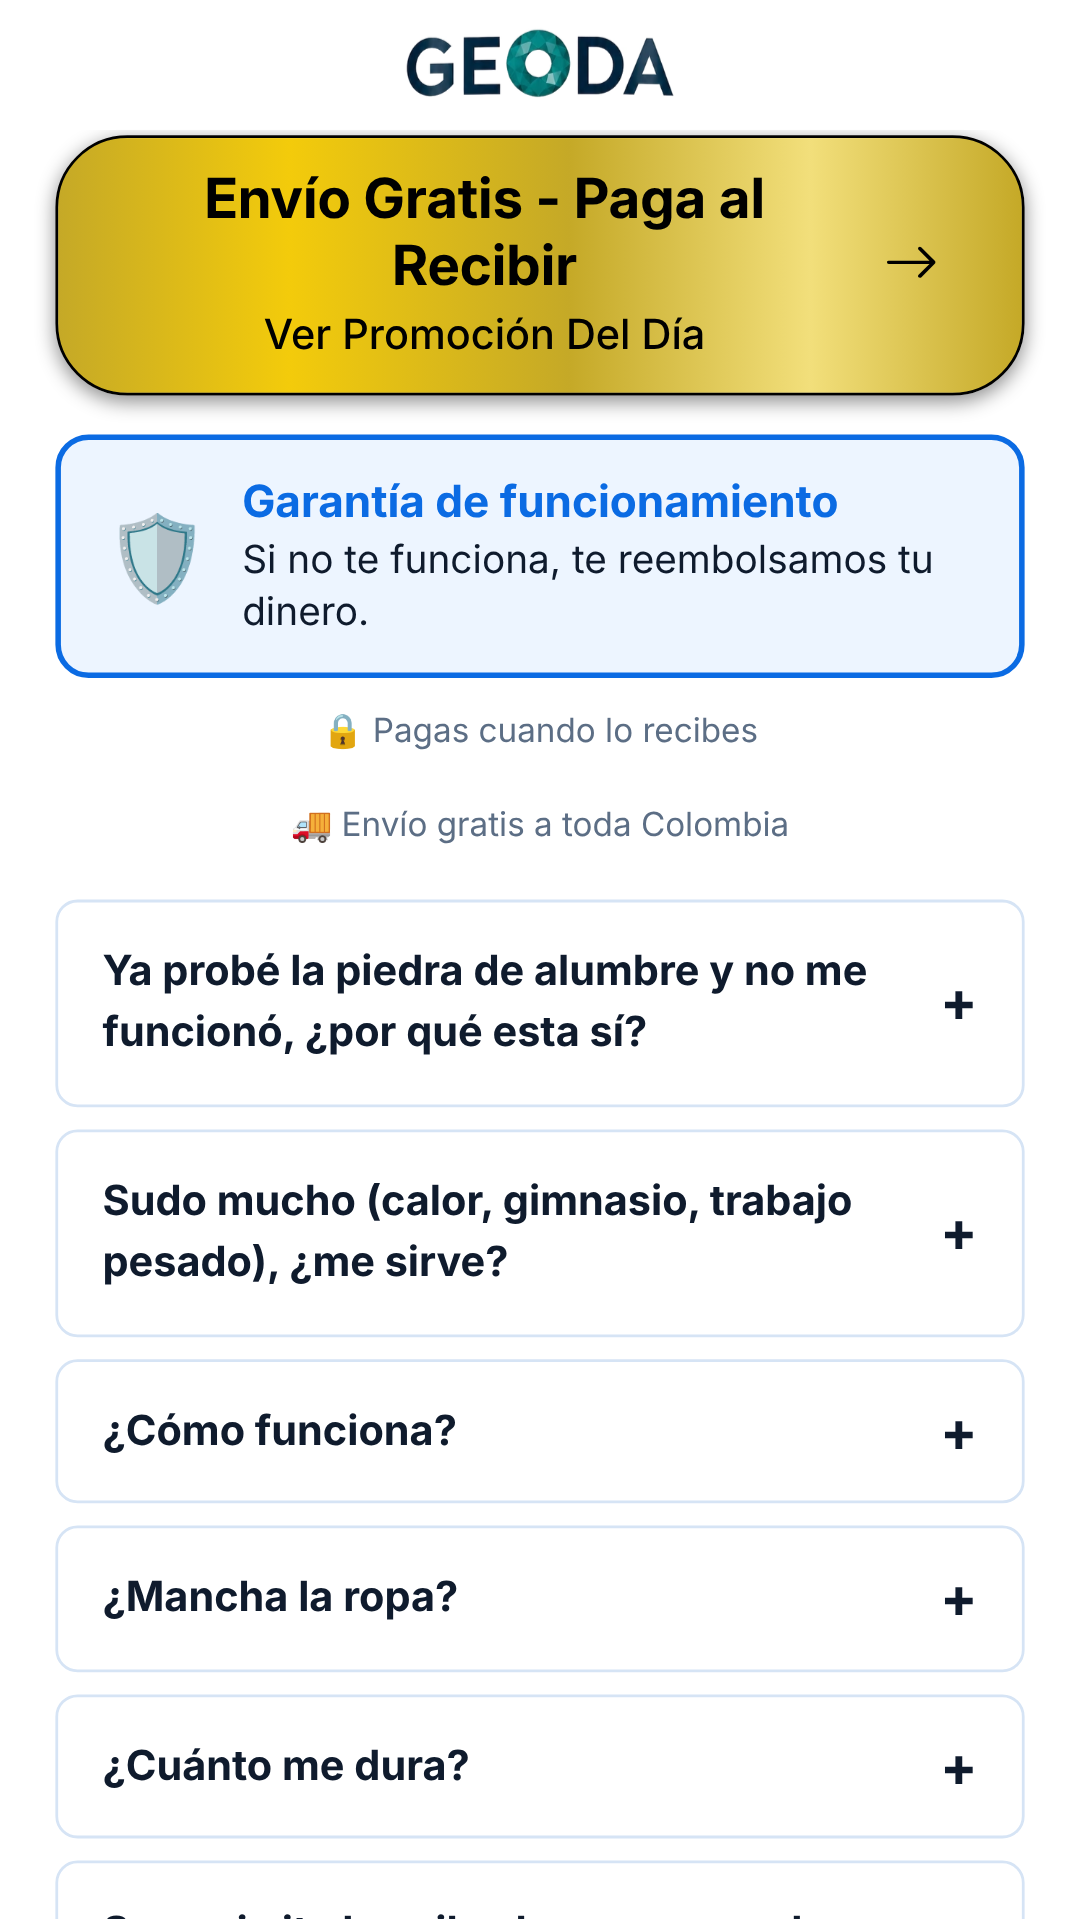 GEODA
Envío Gratis - Paga al
Recibir
Ver Promoción Del Día
Garantía de funcionamiento
Si no te funciona, te reembolsamos tu
dinero.
🔒 Pagas cuando lo recibes
🚚 Envío gratis a toda Colombia
Ya probé la piedra de alumbre y no me
funcionó, ¿por qué esta sí?
+
Sudo mucho (calor, gimnasio, trabajo
pesado), ¿me sirve?
+
¿Cómo funciona?
+
¿Mancha la ropa?
+
¿Cuánto me dura?
+